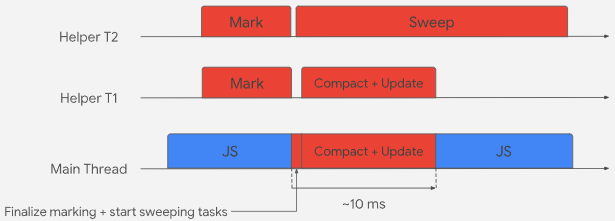 Helper T2
Mark
Sweep
Helper T1
Mark
Compact + Update
Main Thread
JS
Compact + Update
JS
Finalize marking + start sweeping tasks
~10 ms